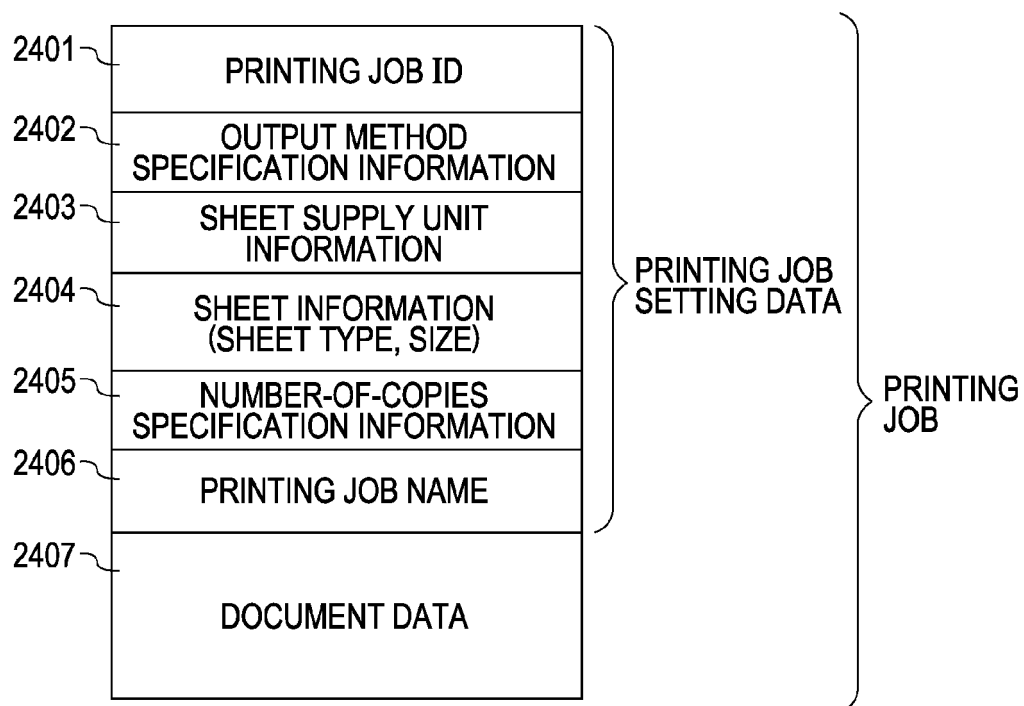 2401
PRINTING JOB ID
2402
OUTPUT METHOD
SPECIFICATION INFORMATION
2403
SHEET SUPPLY UNIT
INFORMATION
2404
SHEET INFORMATION
(SHEET TYPE, SIZE)
2405
NUMBER-OF-COPIES
SPECIFICATION INFORMATION
2406
PRINTING JOB NAME
2407
DOCUMENT DATA
PRINTING JOB
SETTING DATA
PRINTING
JOB